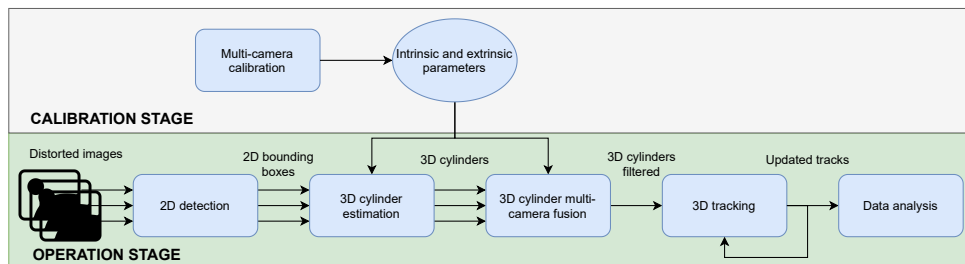 Multi-camera
calibration
Intrinsic and extrinsic
parameters
CALIBRATION STAGE
Distorted images
2D bounding
boxes
3D cylinders
3D cylinders
filtered
Updated tracks
2D detection
3D cylinder
estimation
3D cylinder multi-
camera fusion
3D tracking
Data analysis
OPERATION STAGE